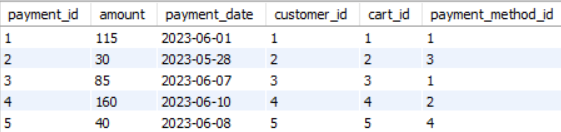 payment_id amount payment_date customer_id cart_id payment_method_id
1 115 2023-06-01 1 1 1
2 30 2023-05-28 2 2 3
3 85 2023-06-07 3 3 1
4 160 2023-06-10 4 4 2
5 40 2023-06-08 5 5 4